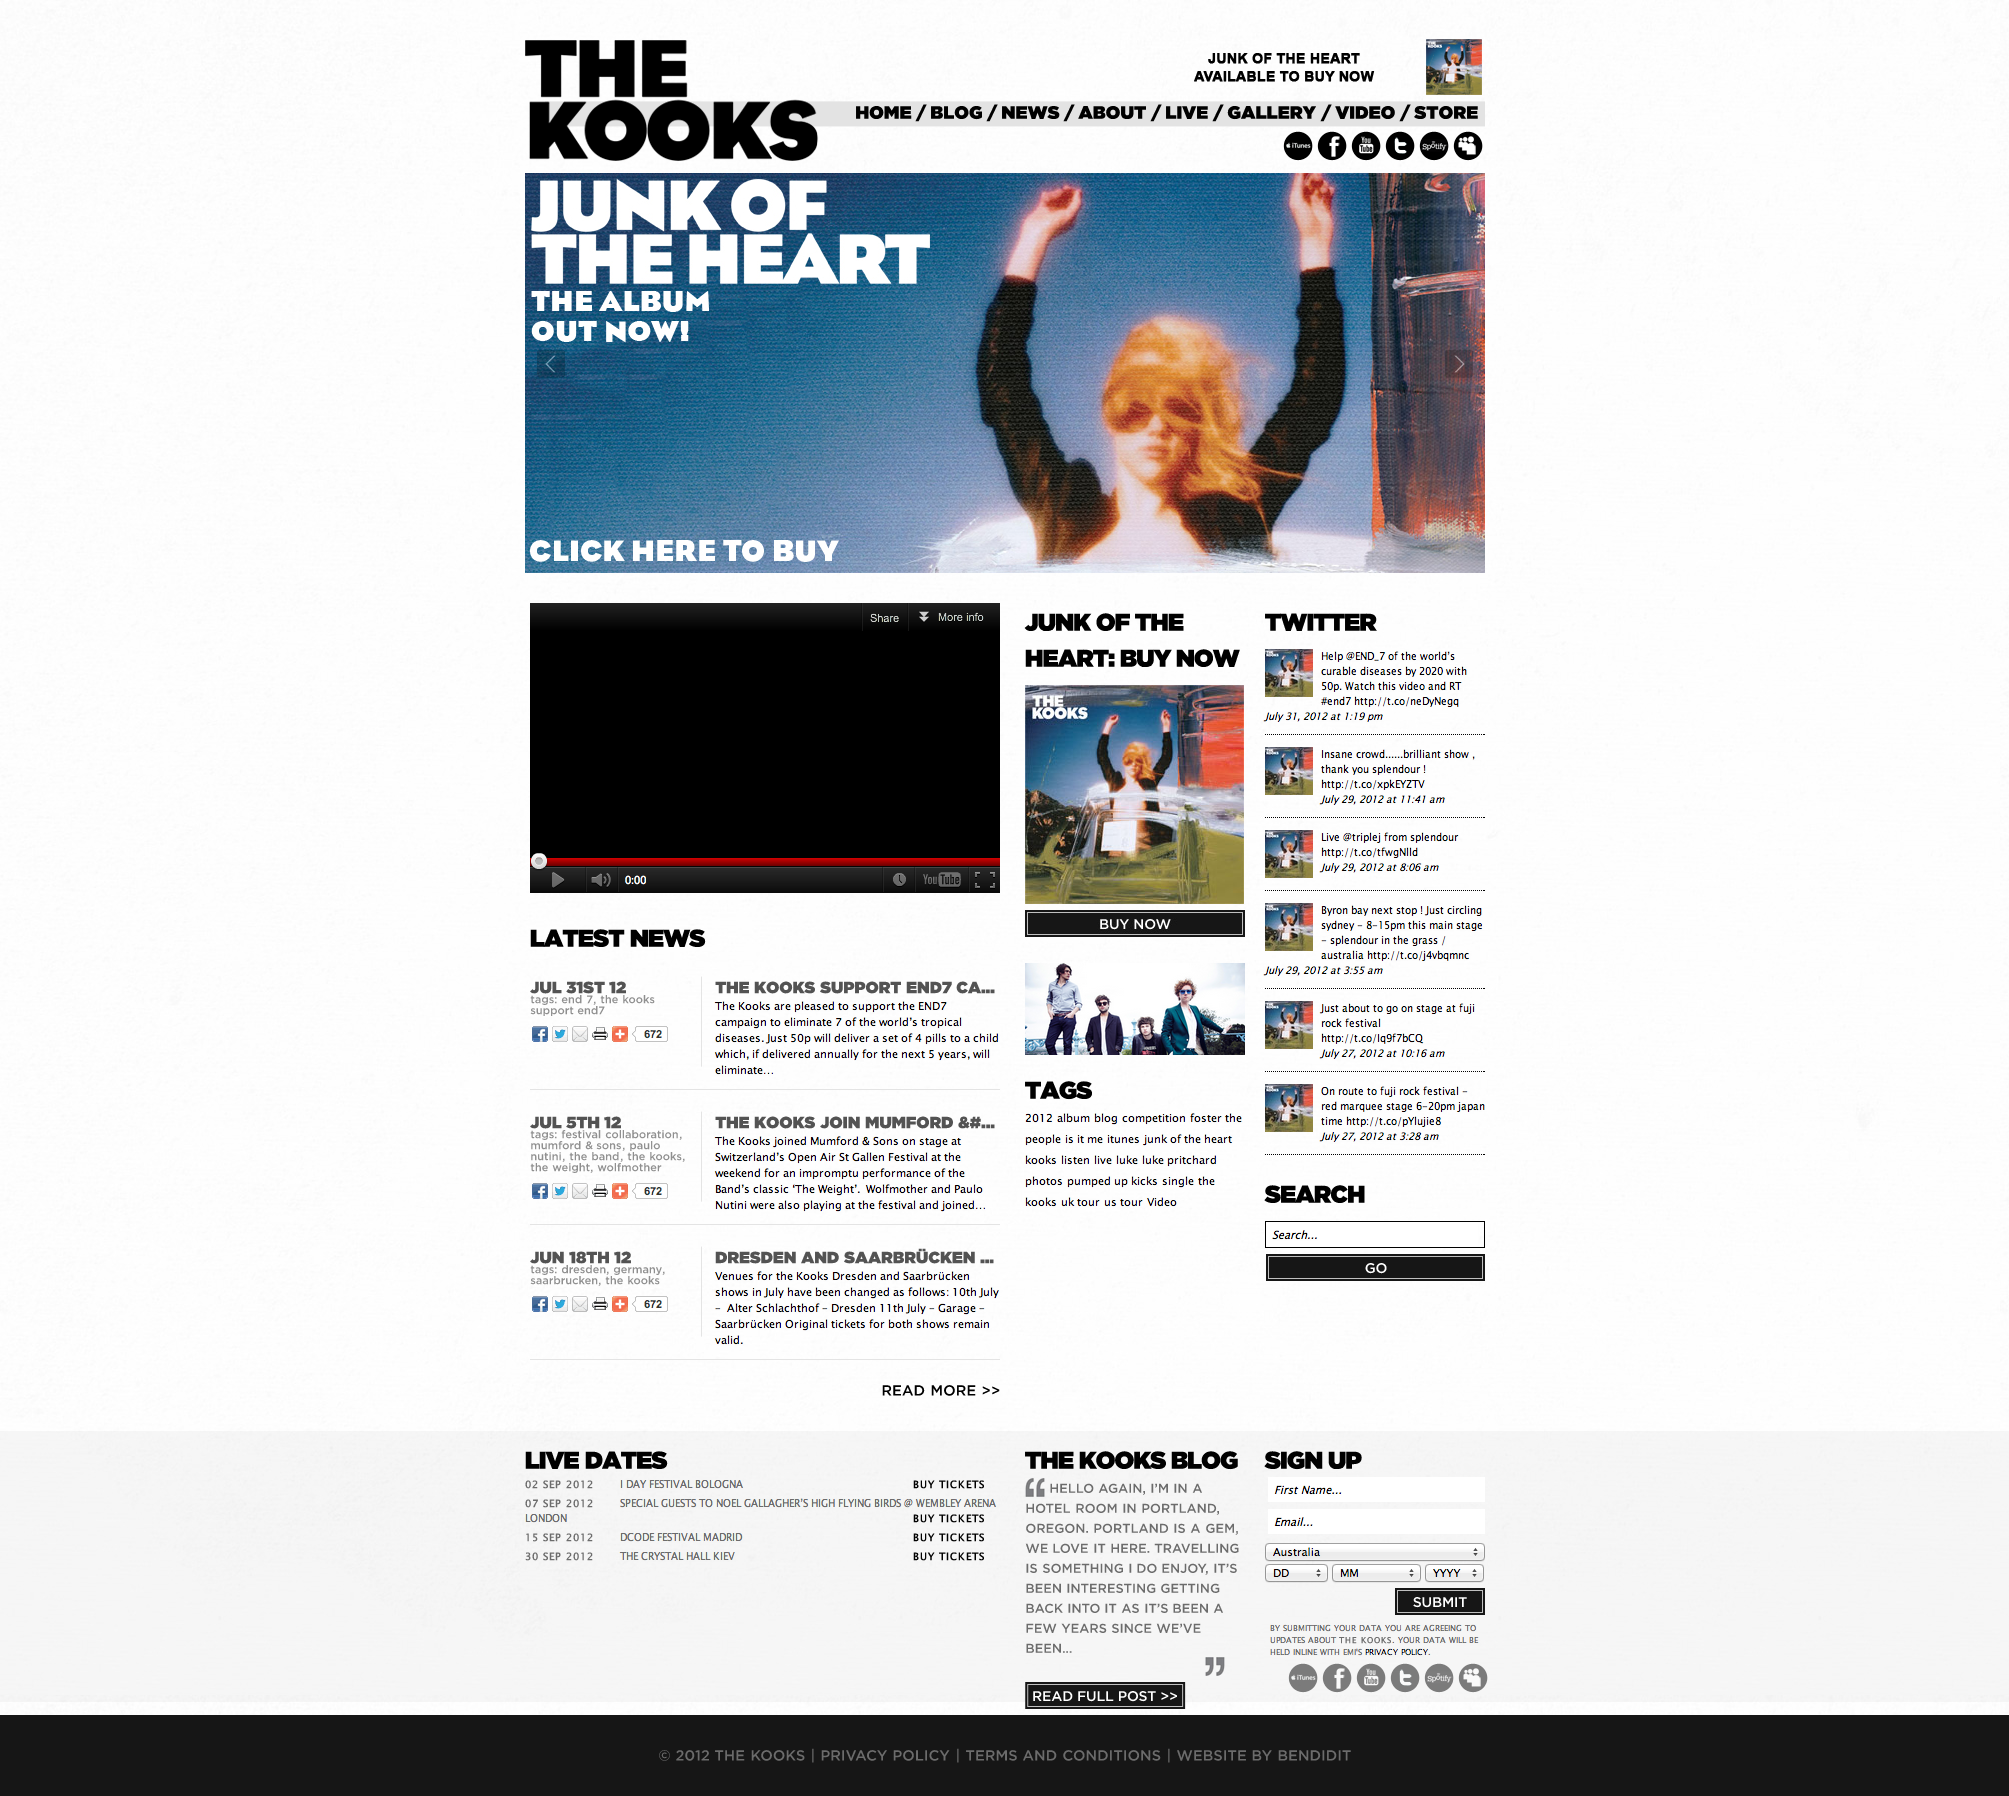 THE
KOOKS
JUNK OF THE HEART
AVAILABLE TO BUY NOW
THE
KOOKS
HOME / BLOG / NEWS / ABOUT / LIVE / GALLERY / VIDEO / STORE
iTunes
You
Tube
Spotify
JUNK OF
THE HEART
THE ALBUM
OUT NOW!
CLICK HERE TO BUY
Share
More info
0:00
YouTube
LATEST NEWS
JUL 31ST 12
tags: end 7, the kooks
support end7
672
THE KOOKS SUPPORT END7 CA...
The Kooks are pleased to support the END7
campaign to eliminate 7 of the world's tropical
diseases. Just 50p will deliver a set of 4 pills to a child
which, if delivered annually for the next 5 years, will
eliminate...
JUL 5TH 12
tags: festival collaboration,
mumford & sons, paulo
nutini, the band, the kooks,
the weight, wolfmother
672
THE KOOKS JOIN MUMFORD &#...
The Kooks joined Mumford & Sons on stage at
Switzerland's Open Air St Gallen Festival at the
weekend for an impromptu performance of the
Band's classic 'The Weight'.  Wolfmother and Paulo
Nutini were also playing at the festival and joined...
JUN 18TH 12
tags: dresden, germany,
saarbrucken, the kooks
672
DRESDEN AND SAARBRÜCKEN ...
Venues for the Kooks Dresden and Saarbrücken
shows in July have been changed as follows: 10th July
–  Alter Schlachthof – Dresden 11th July – Garage –
Saarbrücken Original tickets for both shows remain
valid.
READ MORE >>
JUNK OF THE
HEART: BUY NOW
THE
KOOKS
BUY NOW
TAGS
2012 album blog competition foster the
people is it me itunes junk of the heart
kooks listen live luke luke pritchard
photos pumped up kicks single the
kooks uk tour us tour Video
TWITTER
Help @END_7 of the world's
curable diseases by 2020 with
50p. Watch this video and RT
#end7 http://t.co/neDyNegq
July 31, 2012 at 1:19 pm
Insane crowd......brilliant show ,
thank you splendour !
http://t.co/xpkEYZTV
July 29, 2012 at 11:41 am
Live @triplej from splendour
July 29, 2012 at 8:06 am
Byron bay next stop ! Just circling
sydney – 8–15pm this main stage
– splendour in the grass /
australia http://t.co/j4vbqmnc
July 29, 2012 at 3:55 am
Just about to go on stage at fuji
rock festival
July 27, 2012 at 10:16 am
On route to fuji rock festival –
red marquee stage 6–20pm japan
time
July 27, 2012 at 3:28 am
SEARCH
Search...
GO
LIVE DATES
02 SEP 2012 I DAY FESTIVAL BOLOGNA BUY TICKETS
07 SEP 2012 SPECIAL GUESTS TO NOEL GALLAGHER'S HIGH FLYING BIRDS @ WEMBLEY ARENA
LONDON BUY TICKETS
15 SEP 2012 DCODE FESTIVAL MADRID BUY TICKETS
30 SEP 2012 THE CRYSTAL HALL KIEV BUY TICKETS
THE KOOKS BLOG
“ HELLO AGAIN, I'M IN A
HOTEL ROOM IN PORTLAND,
OREGON. PORTLAND IS A GEM,
WE LOVE IT HERE. TRAVELLING
IS SOMETHING I DO ENJOY, IT'S
BEEN INTERESTING GETTING
BACK INTO IT AS IT'S BEEN A
FEW YEARS SINCE WE'VE
BEEN...
”
READ FULL POST >>
SIGN UP
First Name...
Email...
Australia
DD MM YYYY
SUBMIT
BY SUBMITTING YOUR DATA YOU ARE AGREEING TO
UPDATES ABOUT THE KOOKS. YOUR DATA WILL BE
HELD INLINE WITH EMI'S PRIVACY POLICY.
iTunes
You
Tube
Spotify
© 2012 THE KOOKS | PRIVACY POLICY | TERMS AND CONDITIONS | WEBSITE BY BENDIDIT